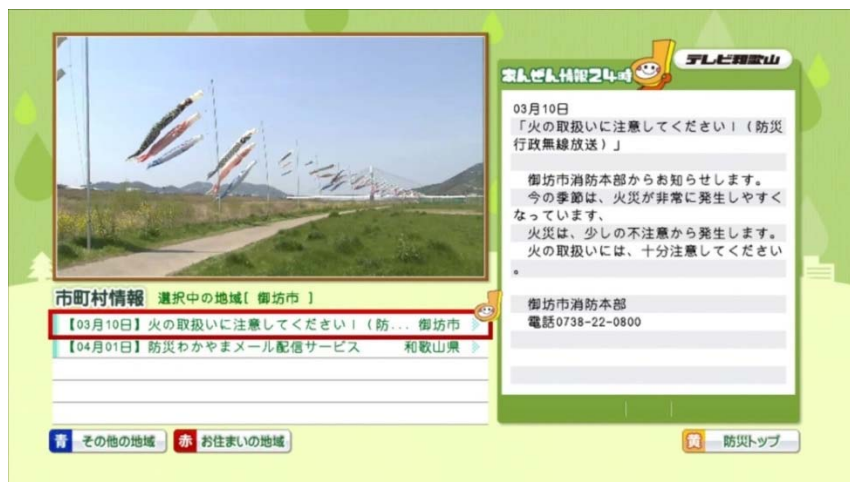 あんぜん情報24時
テレビ和歌山
03月10日
「火の取扱いに注意してください！（防災
行政無線放送）」
御坊市消防本部からお知らせします。
今の季節は、火災が非常に発生しやすく
なっています、
火災は、少しの不注意から発生します。
火の取扱いには、十分注意してください
。
御坊市消防本部
電話0738-22-0800
市町村情報 選択中の地域[ 御坊市 ]
【03月10日】火の取扱いに注意してください！（防... 御坊市
【04月01日】防災わかやまメール配信サービス 和歌山県
青 その他の地域 赤 お住まいの地域 黄 防災トップ